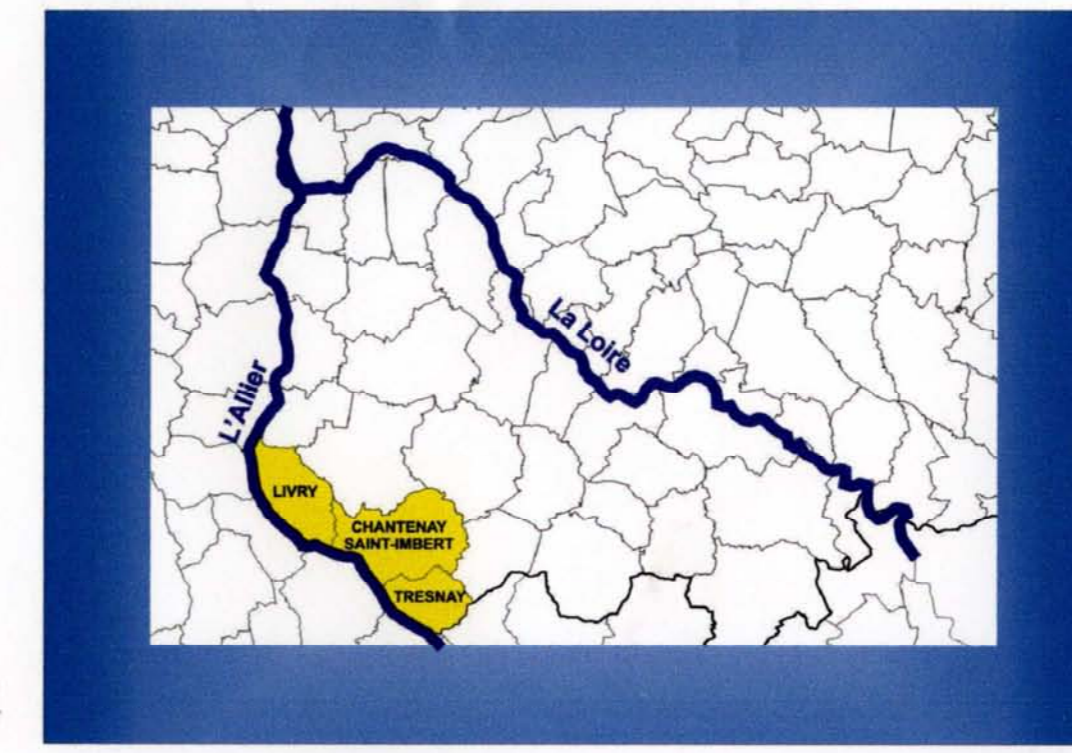 La Loire
L'Allier
LIVRY
CHANTENAY
SAINT-IMBERT
TRESNAY